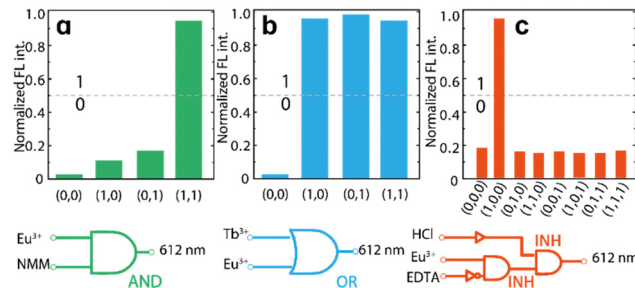 a
b
c
Normalized FL int.
1
0.8
0.6
0.4
0.2
0
1
0
(0,0) (1,0) (0,1) (1,1)
Normalized FL int.
1
0.8
0.6
0.4
0.2
0
1
0
(0,0) (1,0) (0,1) (1,1)
Normalized FL int.
1
0.8
0.6
0.4
0.2
0
1
0
(0,0,0) (1,0,0) (0,1,0) (1,1,0) (0,0,1) (1,0,1) (0,1,1) (1,1,1)
Eu³⁺
NMM
612 nm
AND
Tb³⁺
Eu³⁺
612 nm
OR
HCl
Eu³⁺
EDTA
INH
INH
612 nm